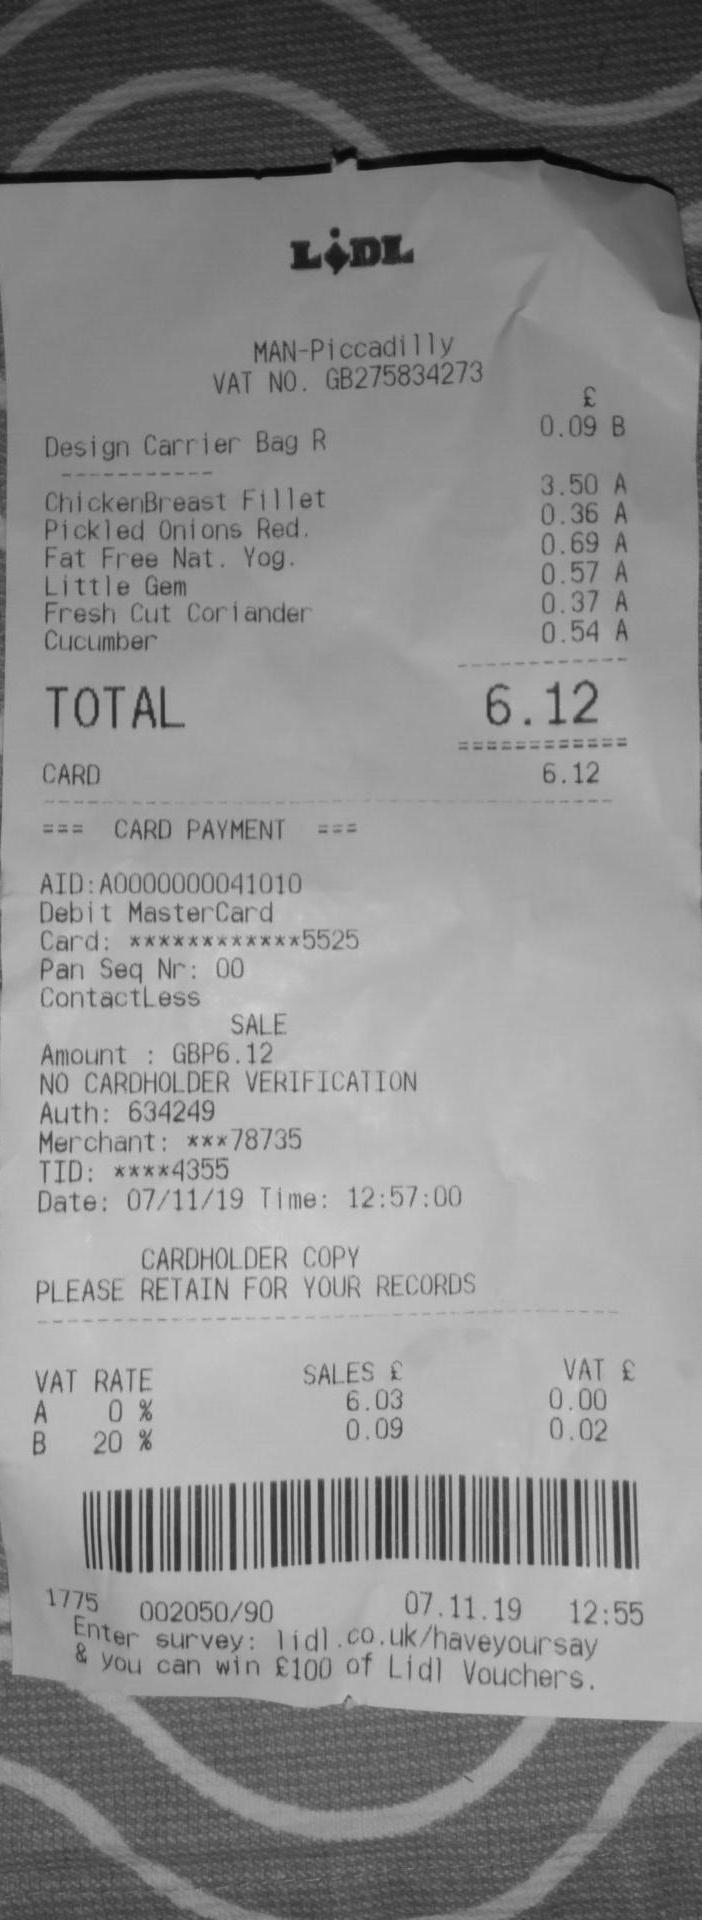 LiDL
MAN-Piccadilly
VAT NO. GB275834273
£
Design Carrier Bag R 0.09 B
-----------
ChickenBreast Fillet 3.50 A
Pickled Onions Red. 0.36 A
Fat Free Nat. Yog. 0.69 A
Little Gem 0.57 A
Fresh Cut Coriander 0.37 A
Cucumber 0.54 A
TOTAL 6.12
============
CARD 6.12
=== CARD PAYMENT ===
AID:A0000000041010
Debit MasterCard
Card: ************5525
Pan Seq Nr: 00
ContactLess
SALE
Amount : GBP6.12
NO CARDHOLDER VERIFICATION
Auth: 634249
Merchant: ***78735
TID: ****4355
Date: 07/11/19 Time: 12:57:00
CARDHOLDER COPY
PLEASE RETAIN FOR YOUR RECORDS
VAT RATE SALES £ VAT £
A 0 % 6.03 0.00
B 20 % 0.09 0.02
1775 002050/90 07.11.19 12:55
Enter survey: lidl.co.uk/haveyoursay
& you can win £100 of Lidl Vouchers.